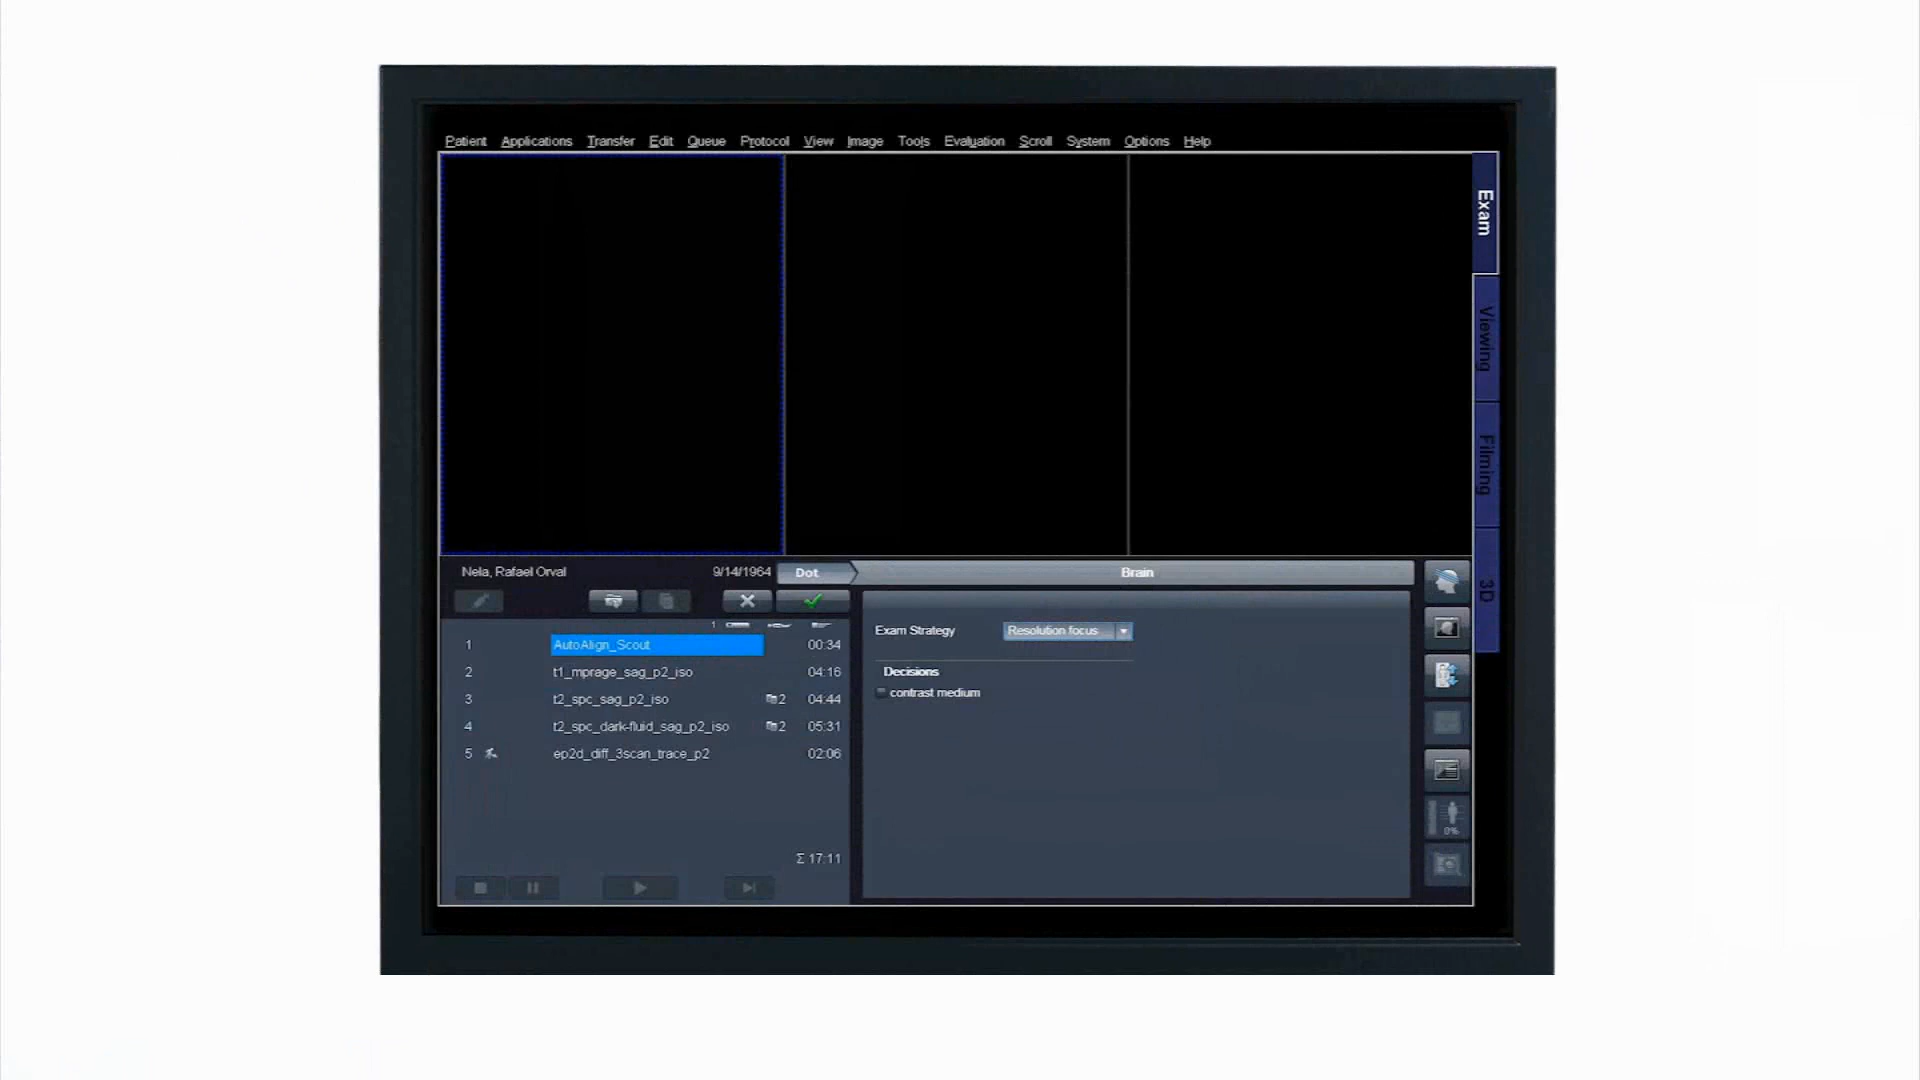 Patient Applications Transfer Edit Queue Protocol View Image Tools Evaluation Scroll System Options Help
Exam
Viewing
Filming
3D
Nela, Rafael Orval 9/14/1964 Dot Brain
1
1 AutoAlign_Scout 00:34
2 t1_mprage_sag_p2_iso 04:16
3 t2_spc_sag_p2_iso 2 04:44
4 t2_spc_dark-fluid_sag_p2_iso 2 05:31
5 ep2d_diff_3scan_trace_p2 02:06
Σ 17:11
Exam Strategy Resolution focus
Decisions
contrast medium
0%